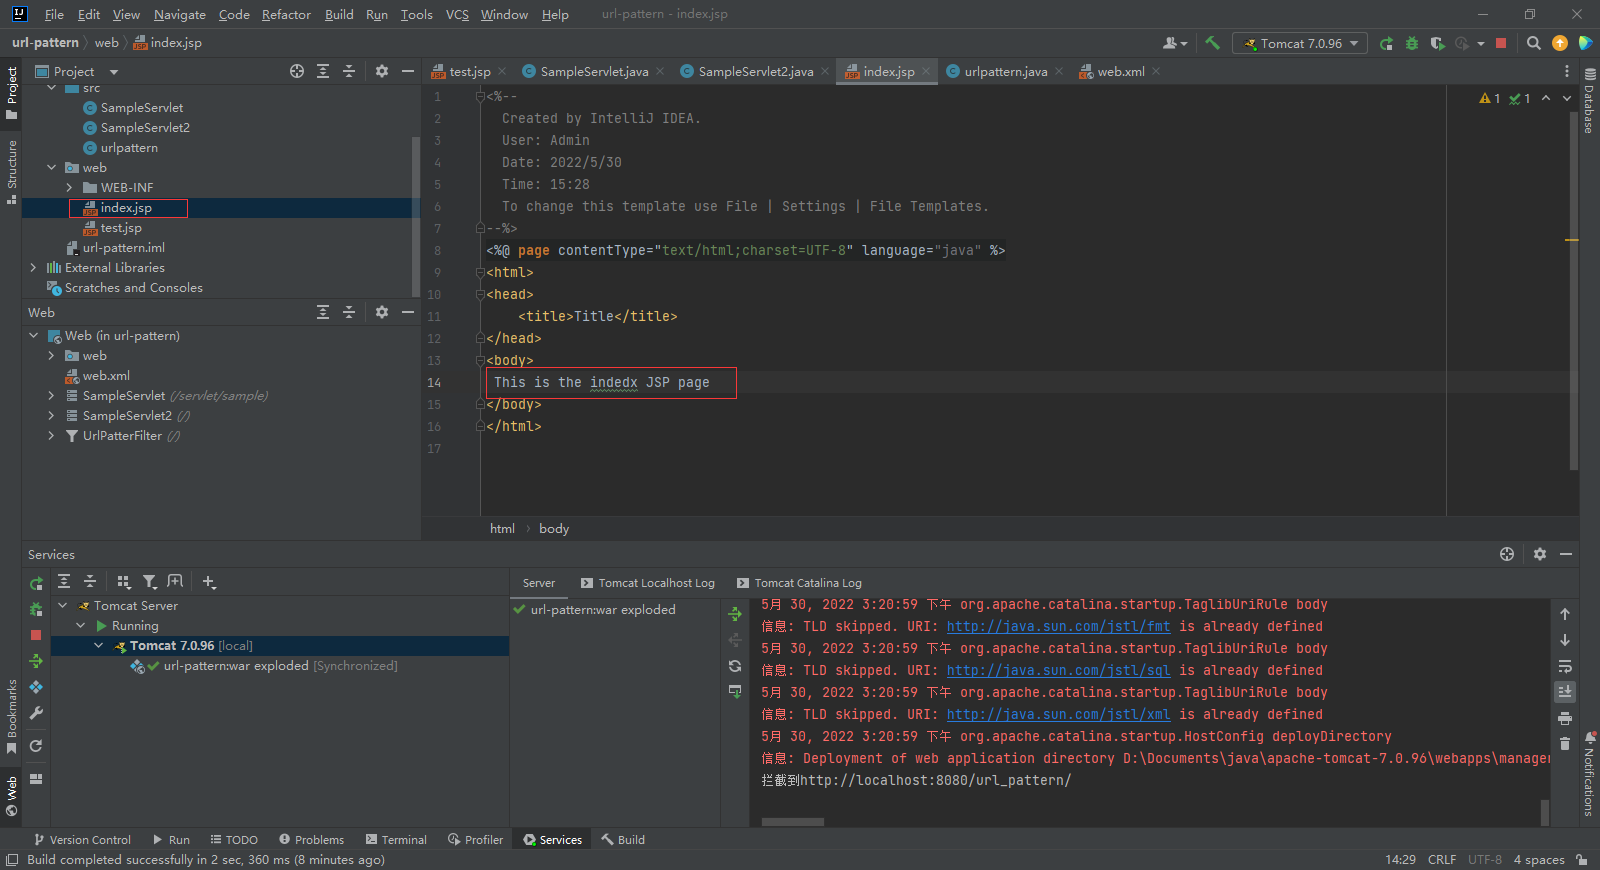 File Edit View Navigate Code Refactor Build Run Tools VCS Window Help url-pattern - index.jsp
url-pattern web index.jsp Tomcat 7.0.96
Project
Project
test.jsp SampleServlet.java SampleServlet2.java index.jsp urlpattern.java web.xml
src
SampleServlet
SampleServlet2
urlpattern
web
WEB-INF
index.jsp
test.jsp
url-pattern.iml
External Libraries
Scratches and Consoles
Structure
Web
Web (in url-pattern)
web
web.xml
SampleServlet (/servlet/sample)
SampleServlet2 (/)
UrlPatterFilter (/)
1 <%--
2 Created by IntelliJ IDEA.
3 User: Admin
4 Date: 2022/5/30
5 Time: 15:28
6 To change this template use File | Settings | File Templates.
7 --%>
8 <%@ page contentType="text/html;charset=UTF-8" language="java" %>
9 <html>
10 <head>
11 <title>Title</title>
12 </head>
13 <body>
14 This is the indedx JSP page
15 </body>
16 </html>
17
1 1
Database
html body
Services
Tomcat Server
Running
Tomcat 7.0.96 [local]
url-pattern:war exploded [Synchronized]
Server Tomcat Localhost Log Tomcat Catalina Log
url-pattern:war exploded
5月 30, 2022 3:20:59 下午 org.apache.catalina.startup.TaglibUriRule body
信息: TLD skipped. URI: http://java.sun.com/jstl/fmt is already defined
5月 30, 2022 3:20:59 下午 org.apache.catalina.startup.TaglibUriRule body
信息: TLD skipped. URI: http://java.sun.com/jstl/sql is already defined
5月 30, 2022 3:20:59 下午 org.apache.catalina.startup.TaglibUriRule body
信息: TLD skipped. URI: http://java.sun.com/jstl/xml is already defined
5月 30, 2022 3:20:59 下午 org.apache.catalina.startup.HostConfig deployDirectory
信息: Deployment of web application directory D:\Documents\java\apache-tomcat-7.0.96\webapps\manager
拦截到http://localhost:8080/url_pattern/
Bookmarks
Web
Notifications
Version Control Run TODO Problems Terminal Profiler Services Build
Build completed successfully in 2 sec, 360 ms (8 minutes ago) 14:29 CRLF UTF-8 4 spaces